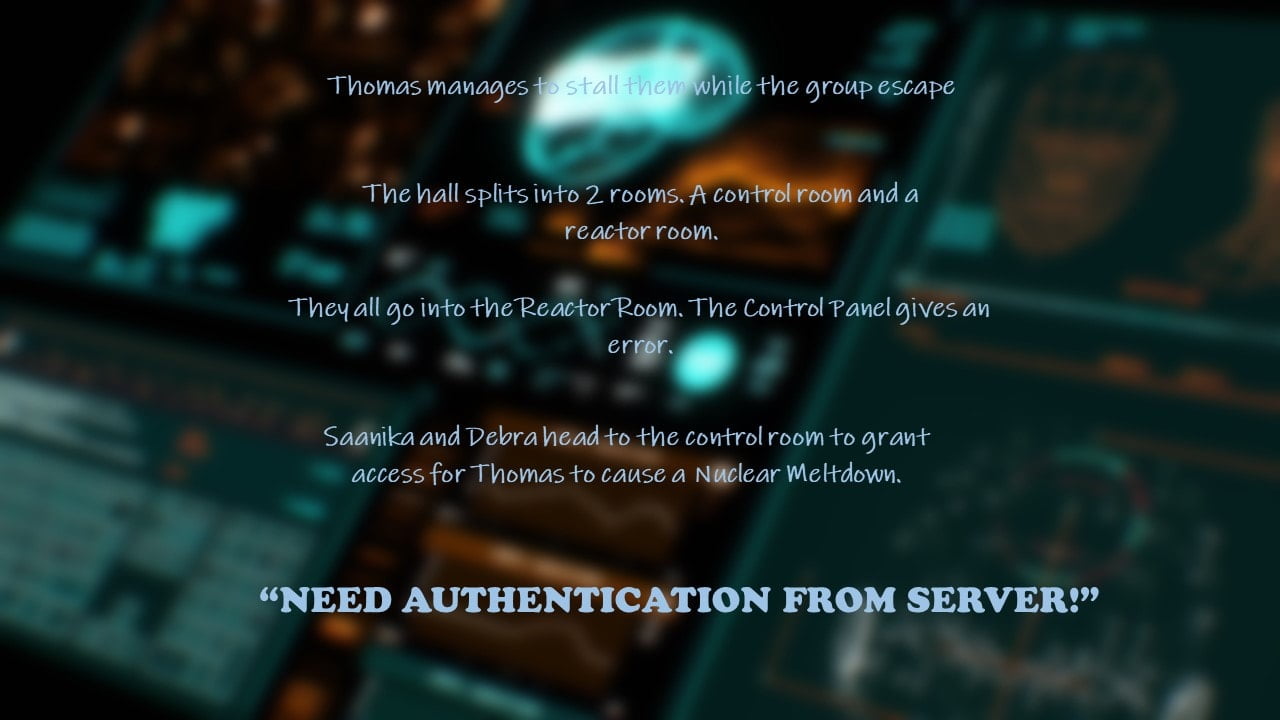 Thomas manages to stall them while the group escape
The hall splits into 2 rooms. A control room and a
reactor room.
They all go into the Reactor Room. The Control Panel gives an
error.
Saanika and Debra head to the control room to grant
access for Thomas to cause a Nuclear Meltdown.
“NEED AUTHENTICATION FROM SERVER!”